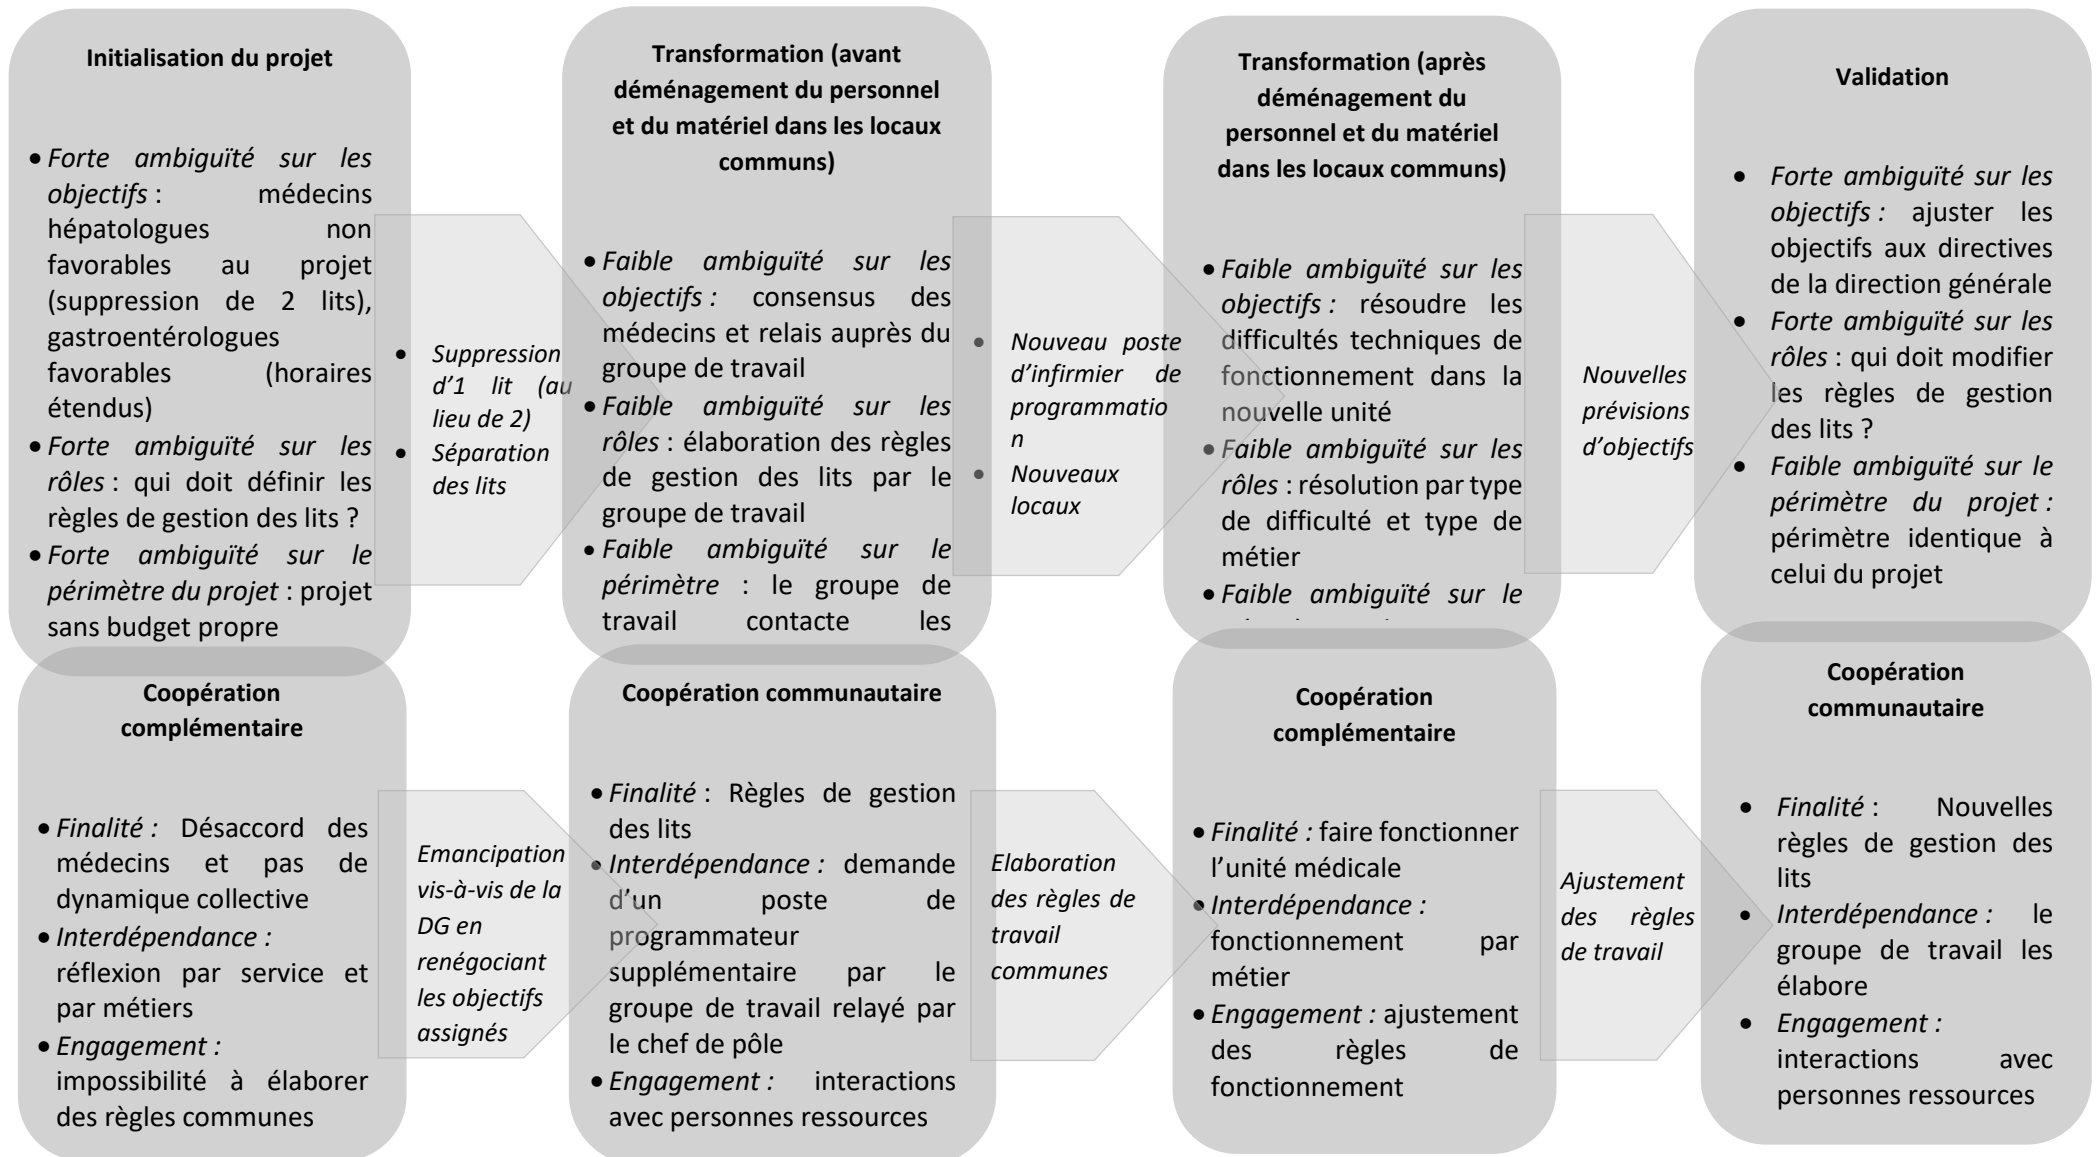 Initialisation du projet
• Forte ambiguïté sur les
objectifs : médecins
hépatologues non
favorables au projet
(suppression de 2 lits),
gastroentérologues
favorables (horaires
étendus)
• Forte ambiguïté sur les
rôles : qui doit définir les
règles de gestion des lits ?
• Forte ambiguïté sur le
périmètre du projet : projet
sans budget propre
• Suppression
d’1 lit (au
lieu de 2)
• Séparation
des lits
Transformation (avant
déménagement du personnel
et du matériel dans les locaux
communs)
• Faible ambiguïté sur les
objectifs : consensus des
médecins et relais auprès du
groupe de travail
• Faible ambiguïté sur les
rôles : élaboration des règles
de gestion des lits par le
groupe de travail
• Faible ambiguïté sur le
périmètre : le groupe de
travail contacte les
• Nouveau poste
d’infirmier de
programmatio
n
• Nouveaux
locaux
Transformation (après
déménagement du
personnel et du matériel
dans les locaux communs)
• Faible ambiguïté sur les
objectifs : résoudre les
difficultés techniques de
fonctionnement dans la
nouvelle unité
• Faible ambiguïté sur les
rôles : résolution par type
de difficulté et type de
métier
• Faible ambiguïté sur le
Nouvelles
prévisions
d’objectifs
Validation
• Forte ambiguïté sur les
objectifs : ajuster les
objectifs aux directives
de la direction générale
• Forte ambiguïté sur les
rôles : qui doit modifier
les règles de gestion
des lits ?
• Faible ambiguïté sur le
périmètre du projet :
périmètre identique à
celui du projet
Coopération
complémentaire
• Finalité : Désaccord des
médecins et pas de
dynamique collective
• Interdépendance :
réflexion par service et
par métiers
• Engagement :
impossibilité à élaborer
des règles communes
Emancipation
vis-à-vis de la
DG en
renégociant
les objectifs
assignés
Coopération communautaire
• Finalité : Règles de gestion
des lits
• Interdépendance : demande
d’un poste de
programmateur
supplémentaire par le
groupe de travail relayé par
le chef de pôle
• Engagement : interactions
avec personnes ressources
Elaboration
des règles de
travail
communes
Coopération
complémentaire
• Finalité : faire fonctionner
l’unité médicale
• Interdépendance :
fonctionnement par
métier
• Engagement : ajustement
des règles de
fonctionnement
Ajustement
des règles
de travail
Coopération
communautaire
• Finalité : Nouvelles
règles de gestion des
lits
• Interdépendance : le
groupe de travail les
élabore
• Engagement :
interactions avec
personnes ressources